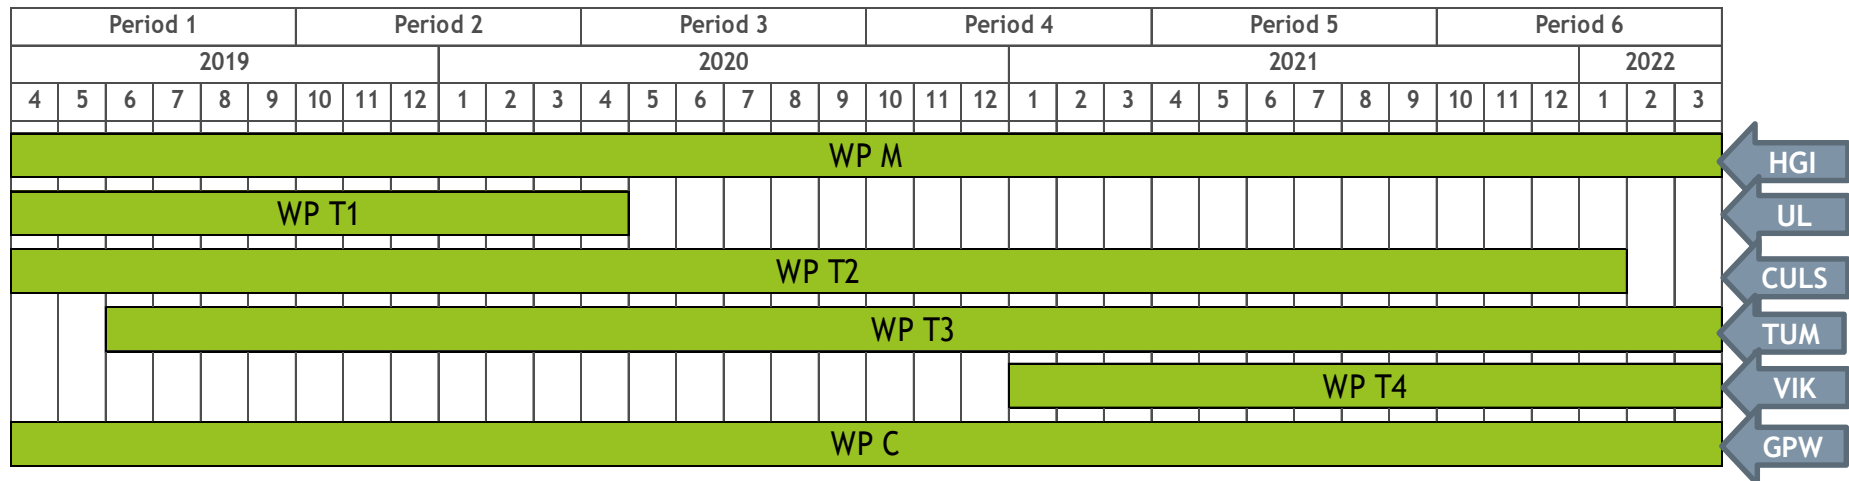 Period 1 Period 2 Period 3 Period 4 Period 5 Period 6
2019 2020 2021 2022
4 5 6 7 8 9 10 11 12 1 2 3 4 5 6 7 8 9 10 11 12 1 2 3 4 5 6 7 8 9 10 11 12 1 2 3
WP M HGI
WP T1 UL
WP T2 CULS
WP T3 TUM
WP T4 VIK
WP C GPW